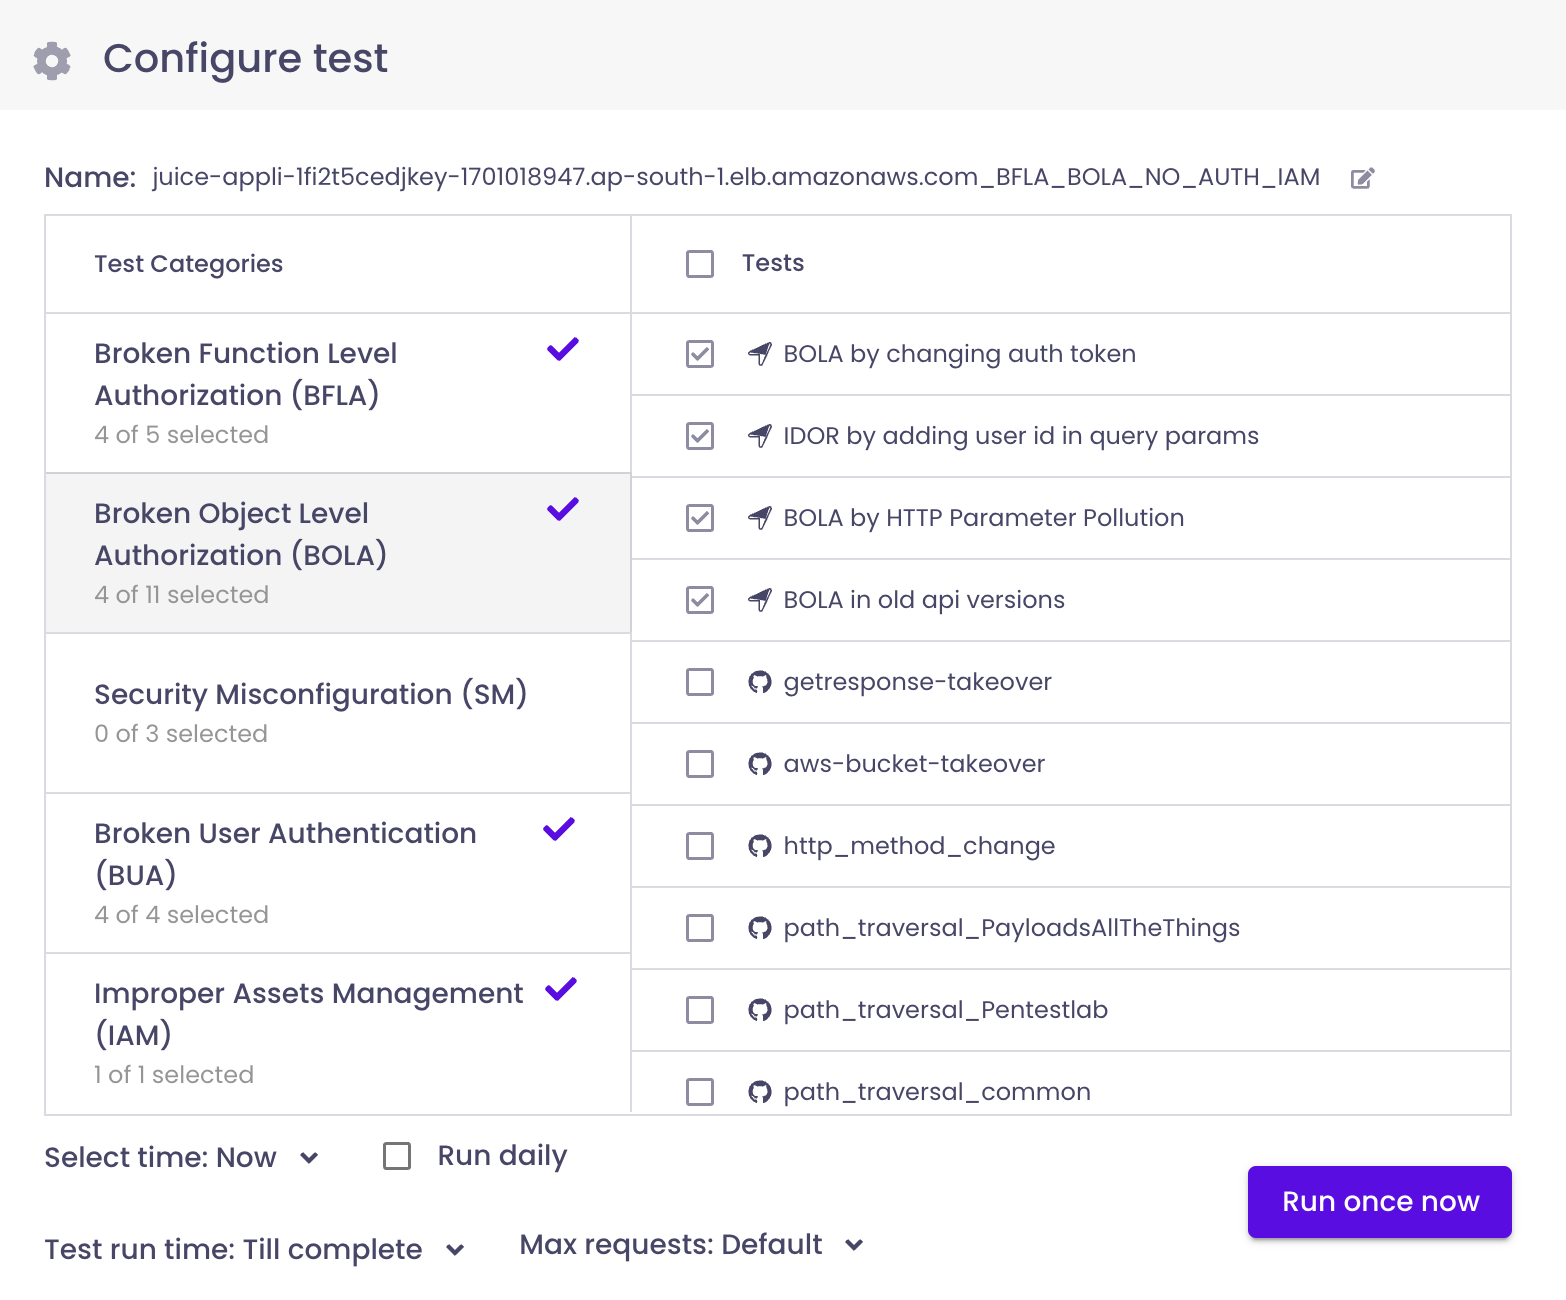 Configure test
Name: juice-appli-1fi2t5cedjkey-1701018947.ap-south-1.elb.amazonaws.com_BFLA_BOLA_NO_AUTH_IAM
Test Categories
Broken Function Level
Authorization (BFLA)
4 of 5 selected
Broken Object Level
Authorization (BOLA)
4 of 11 selected
Security Misconfiguration (SM)
0 of 3 selected
Broken User Authentication
(BUA)
4 of 4 selected
Improper Assets Management
(IAM)
1 of 1 selected
Tests
BOLA by changing auth token
IDOR by adding user id in query params
BOLA by HTTP Parameter Pollution
BOLA in old api versions
getresponse-takeover
aws-bucket-takeover
http_method_change
path_traversal_PayloadsAllTheThings
path_traversal_Pentestlab
path_traversal_common
Select time: Now
Run daily
Run once now
Test run time: Till complete
Max requests: Default